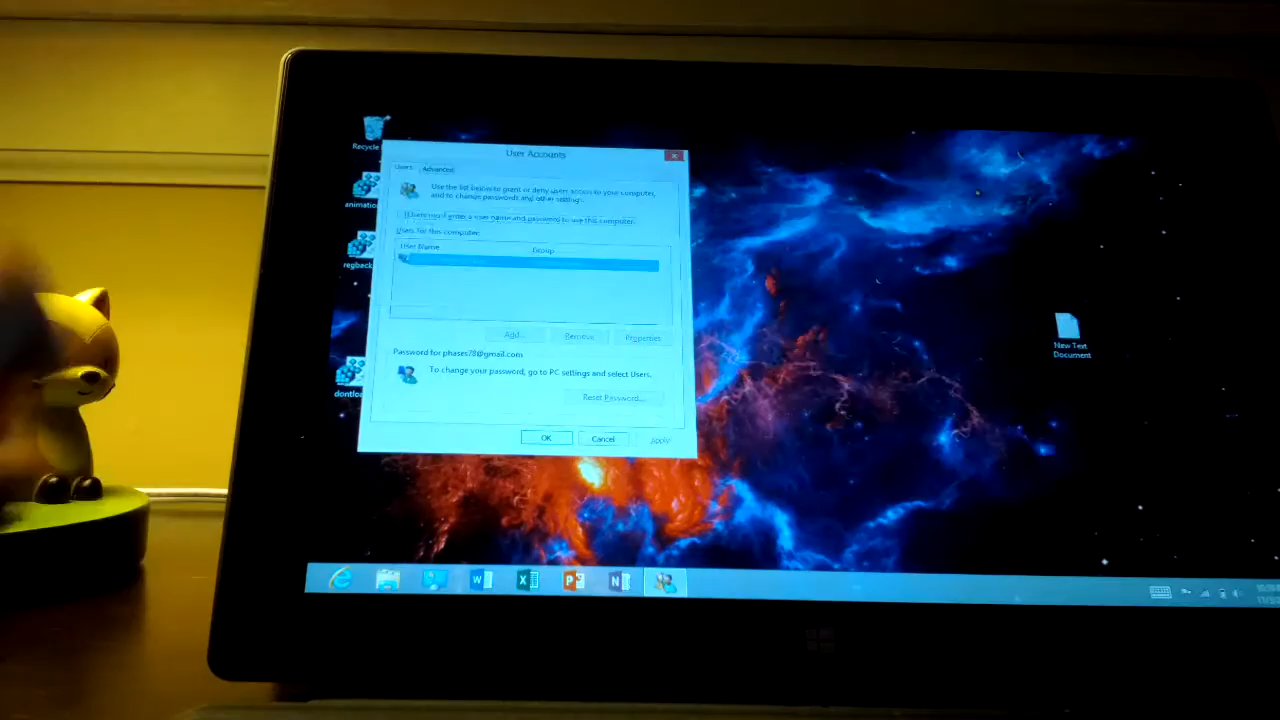 Recycle
animation
regback
dontlo
User Accounts
Users
Advanced
Use the list below to grant or deny users access to your computer,
and to change passwords and other settings.
Users must enter a user name and password to use this computer.
Users for this computer:
User Name
Group
Add...
Remove
Properties
Password for phases78@gmail.com
To change your password, go to PC settings and select Users.
Reset Password...
OK
Cancel
Apply
New Text
Document